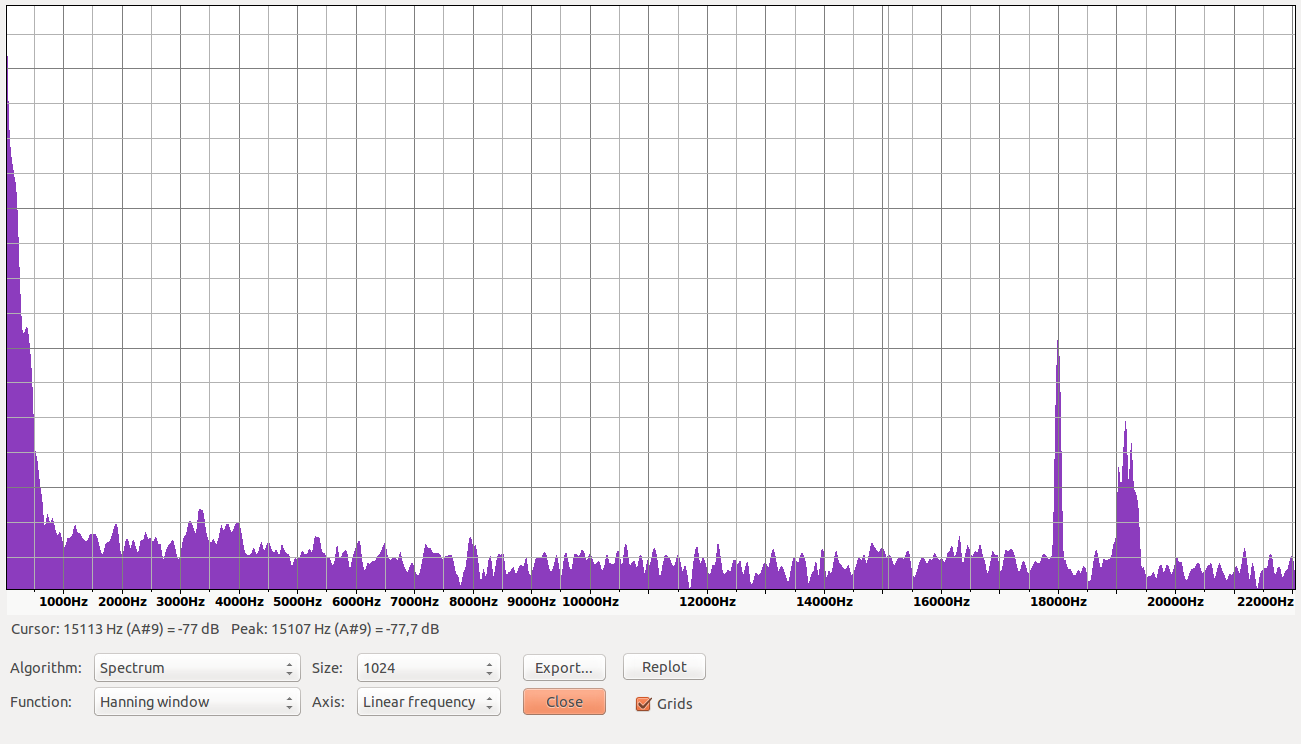 1000Hz 2000Hz 3000Hz 4000Hz 5000Hz 6000Hz 7000Hz 8000Hz 9000Hz 10000Hz 12000Hz 14000Hz 16000Hz 18000Hz 20000Hz 22000Hz
Cursor: 15113 Hz (A#9) = -77 dB Peak: 15107 Hz (A#9) = -77,7 dB
Algorithm: Spectrum Size: 1024 Export... Replot
Function: Hanning window Axis: Linear frequency Close Grids